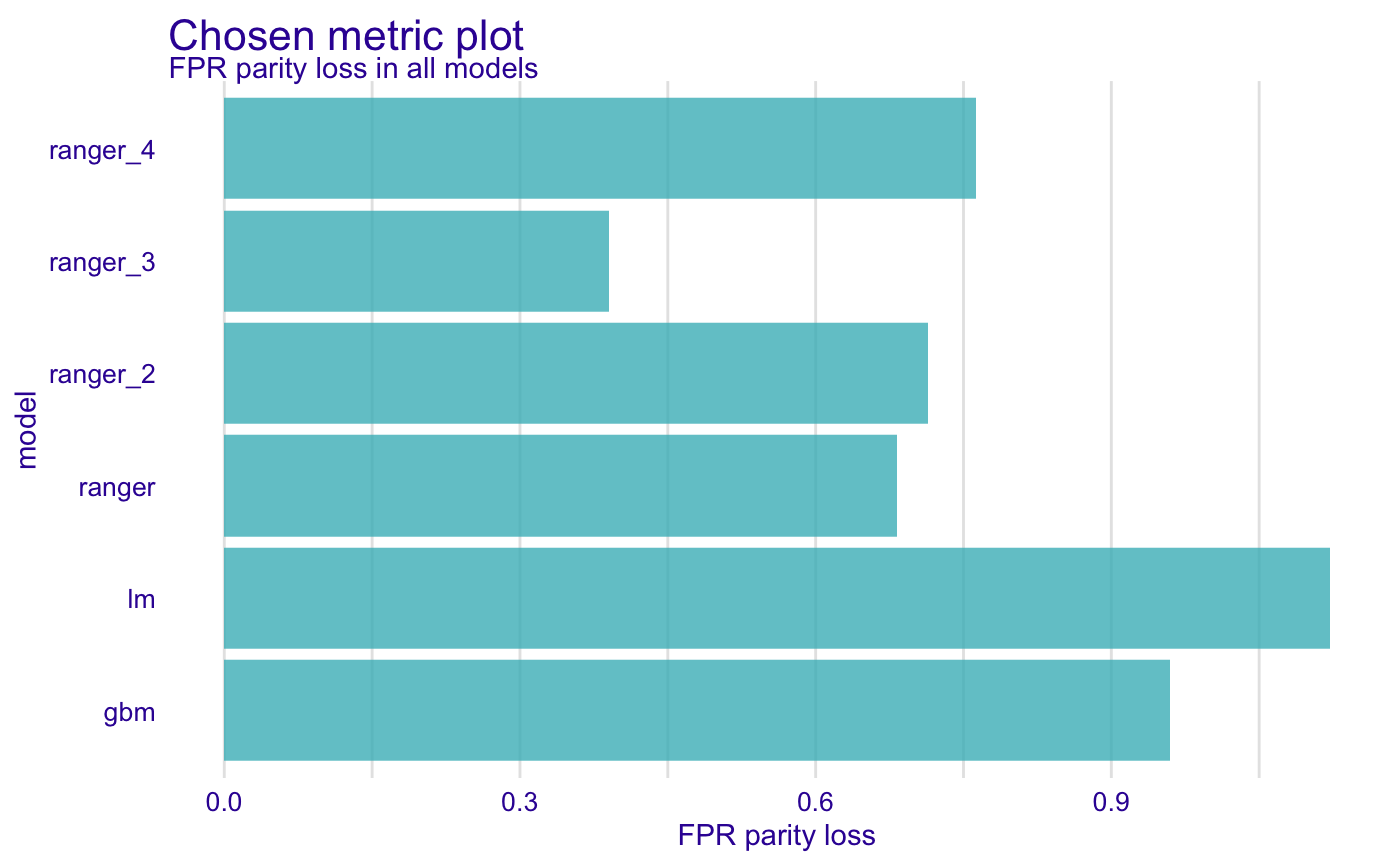 Chosen metric plot
FPR parity loss in all models
ranger_4
ranger_3
ranger_2
ranger
lm
gbm
model
0.0 0.3 0.6 0.9
FPR parity loss